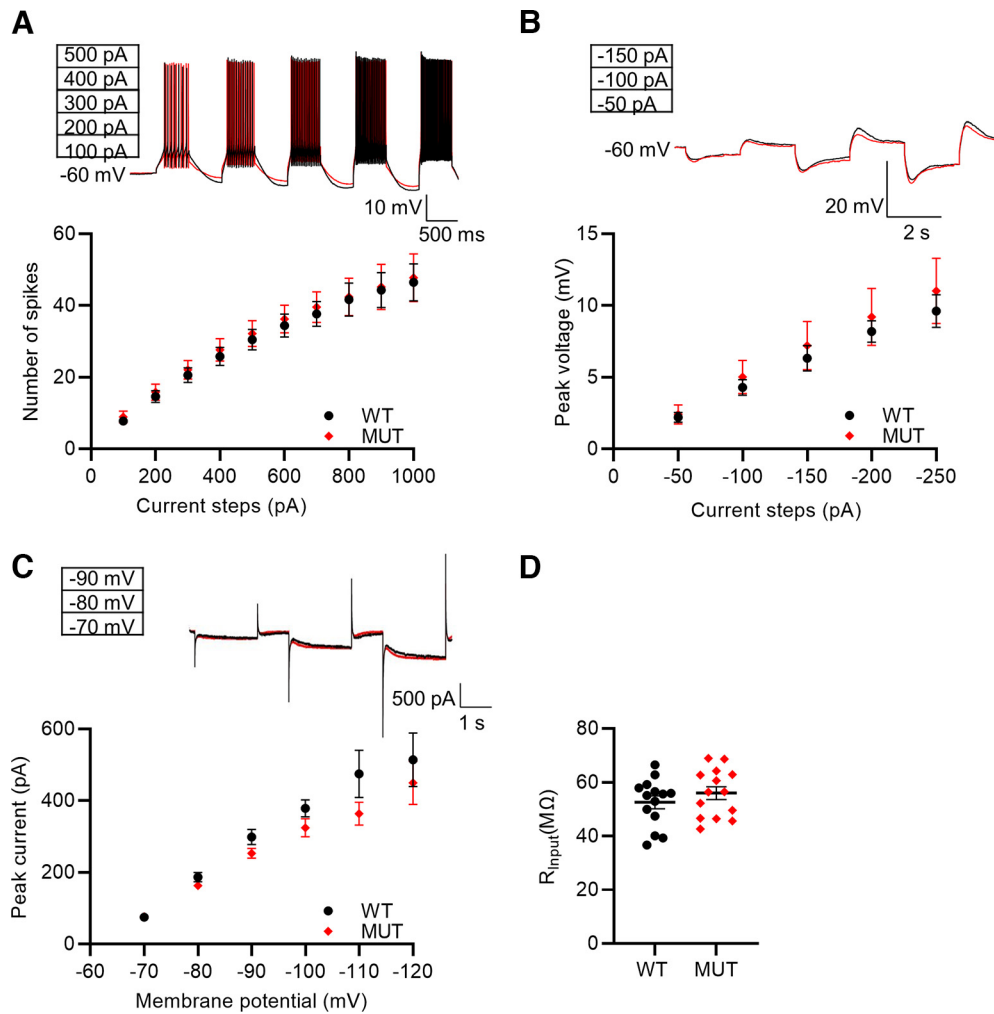 A
500 pA
400 pA
300 pA
200 pA
100 pA
-60 mV
10 mV
500 ms
60
40
20
0
Number of spikes
WT
MUT
0 200 400 600 800 1000
Current steps (pA)
B
-150 pA
-100 pA
-50 pA
-60 mV
20 mV
2 s
15
10
5
0
Peak voltage (mV)
WT
MUT
0 -50 -100 -150 -200 -250
Current steps (pA)
C
-90 mV
-80 mV
-70 mV
500 pA
1 s
600
400
200
0
Peak current (pA)
WT
MUT
-60 -70 -80 -90 -100 -110 -120
Membrane potential (mV)
D
80
60
40
20
0
RInput(MΩ)
WT MUT